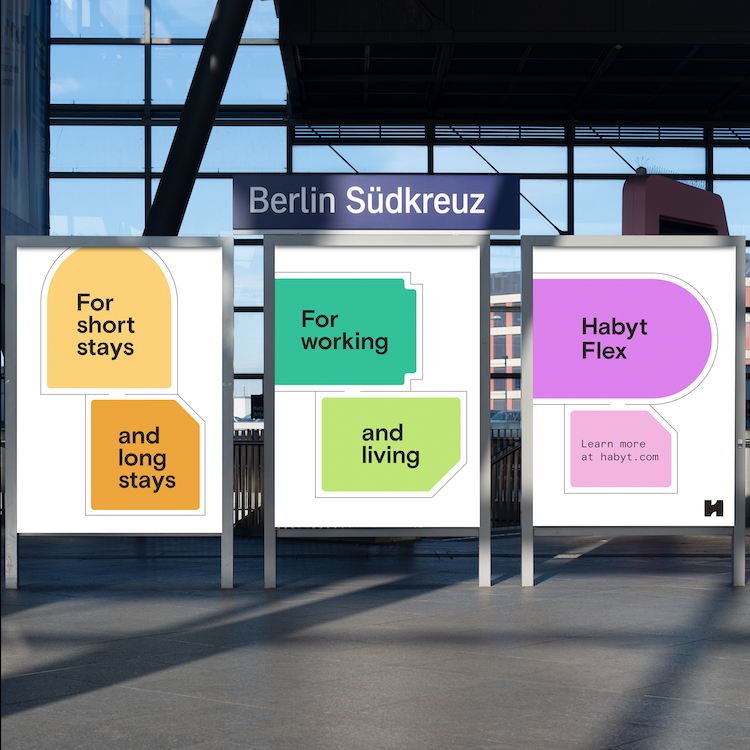 Berlin Südkreuz
For
short
stays
and
long
stays
For
working
and
living
Habyt
Flex
Learn more
at habyt.com